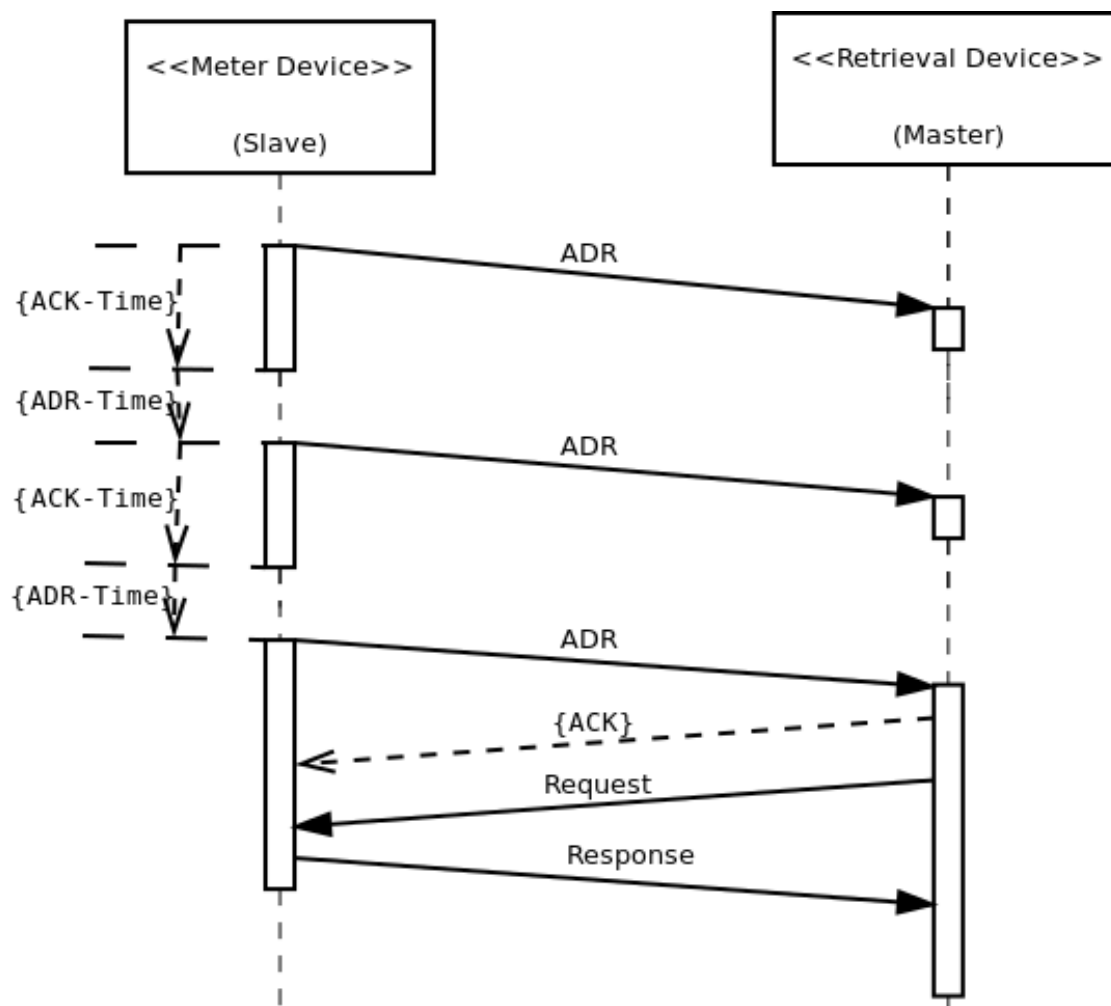 <<Meter Device>>
(Slave)
<<Retrieval Device>>
(Master)
ADR
{ACK-Time}
{ADR-Time}
ADR
{ACK-Time}
{ADR-Time}
ADR
{ACK}
Request
Response